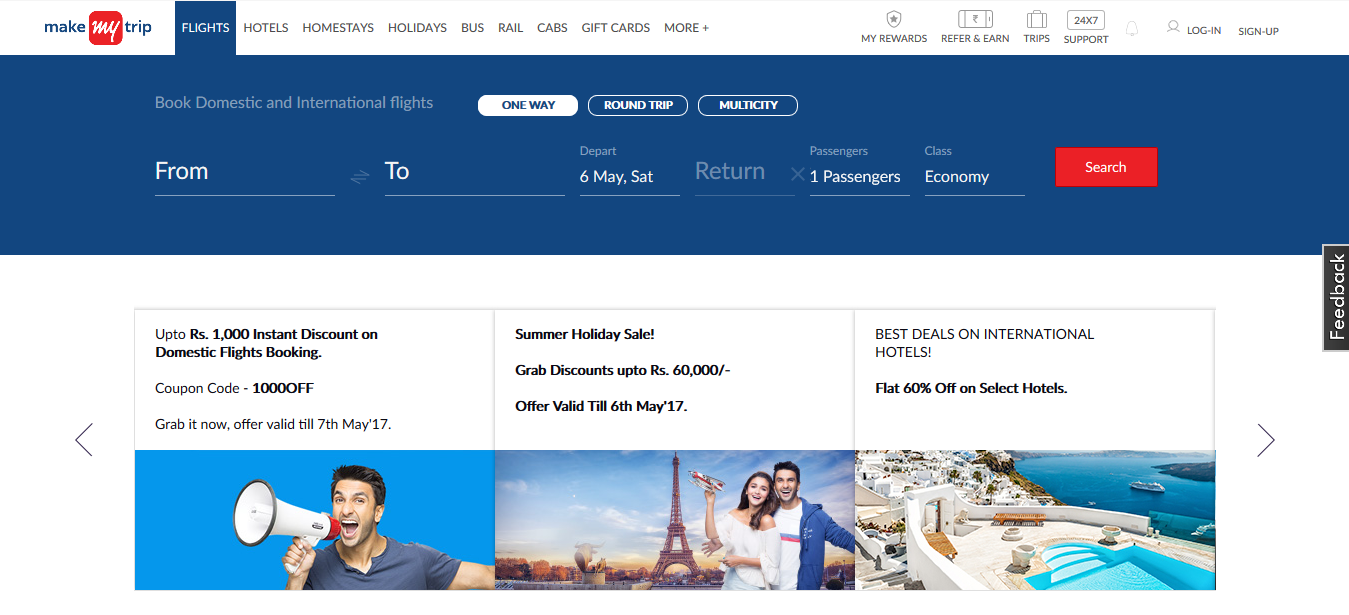 make my trip
FLIGHTS HOTELS HOMESTAYS HOLIDAYS BUS RAIL CABS GIFT CARDS MORE +
MY REWARDS REFER & EARN TRIPS 24X7 SUPPORT LOG-IN SIGN-UP
Book Domestic and International flights
ONE WAY ROUND TRIP MULTICITY
From
To
Depart
6 May, Sat
Return
Passengers
1 Passengers
Class
Economy
Search
Feedback
Upto Rs. 1,000 Instant Discount on
Domestic Flights Booking.
Coupon Code - 1000OFF
Grab it now, offer valid till 7th May'17.
Summer Holiday Sale!
Grab Discounts upto Rs. 60,000/-
Offer Valid Till 6th May'17.
BEST DEALS ON INTERNATIONAL
HOTELS!
Flat 60% Off on Select Hotels.